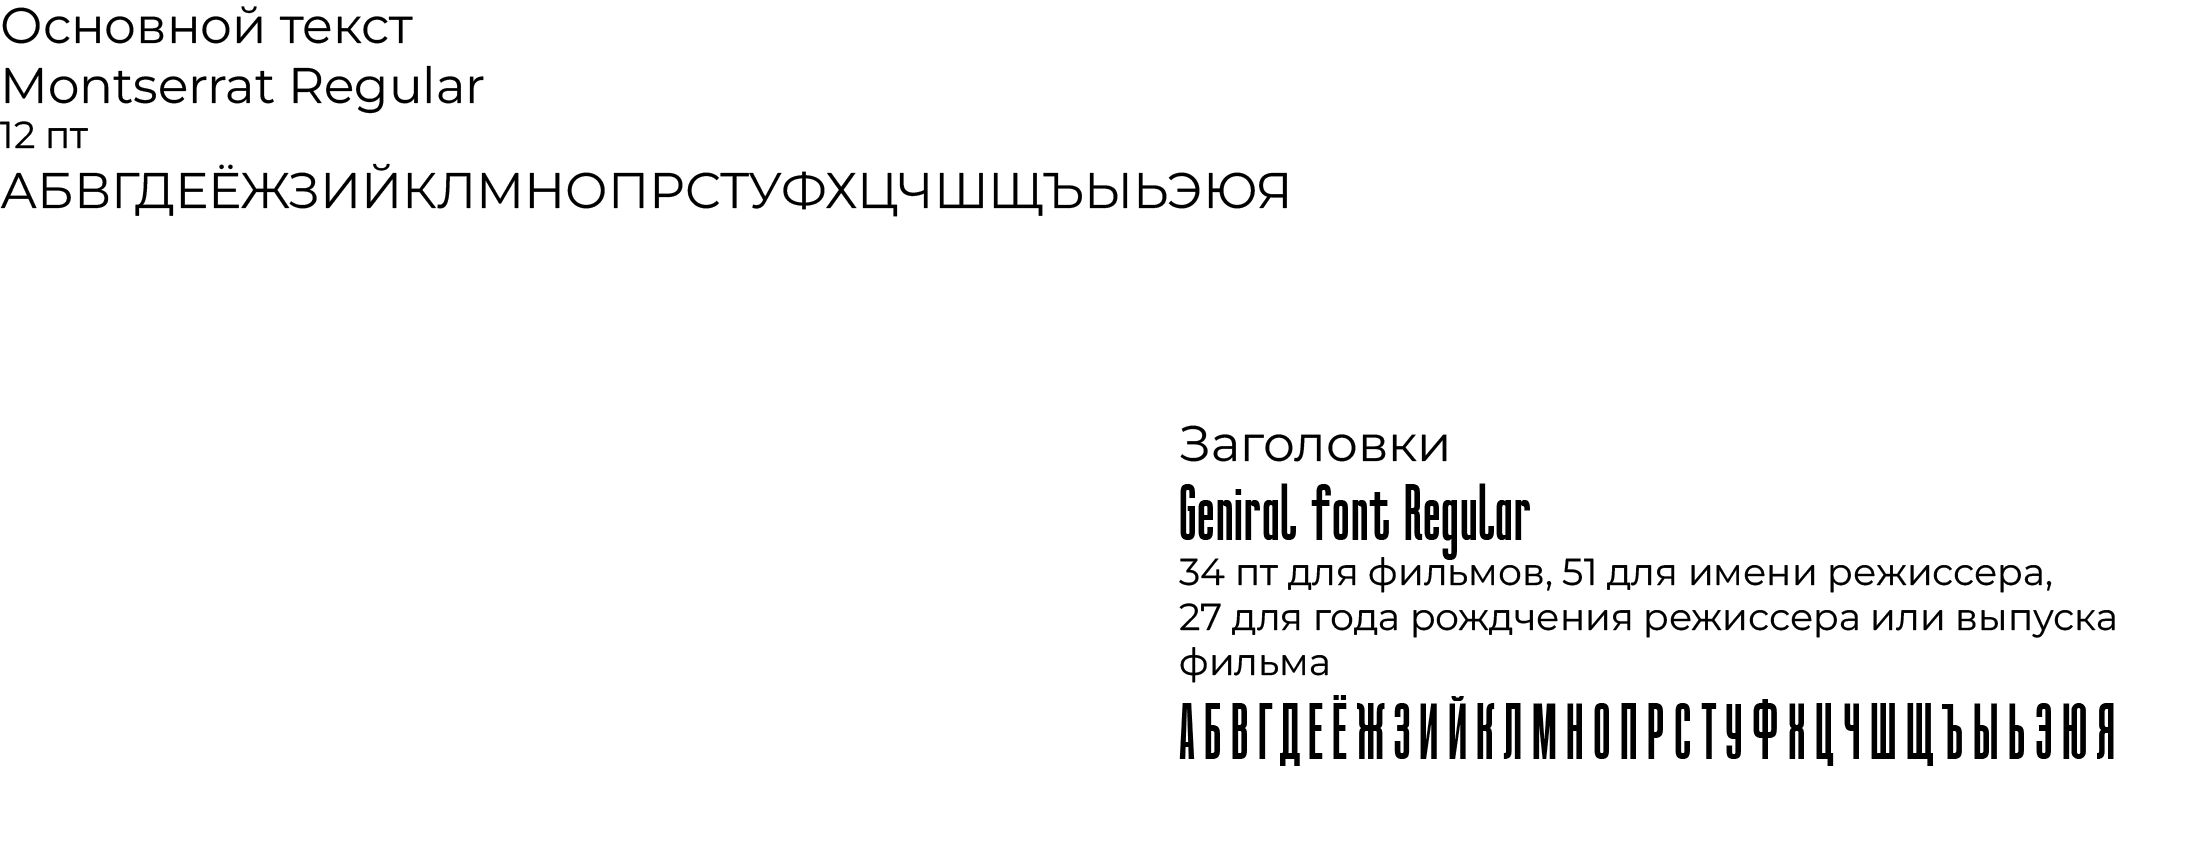 Основной текст
Montserrat Regular
12 пт
АБВГДЕЁЖЗИЙКЛМНОПРСТУФХЦЧШЩЪЫЬЭЮЯ
Заголовки
Geniral font Regular
34 пт для фильмов, 51 для имени режиссера,
27 для года рождчения режиссера или выпуска
фильма
АБВГДЕЁЖЗИЙКЛМНОПРСТУФХЦЧШЩЪЫЬЭЮЯ